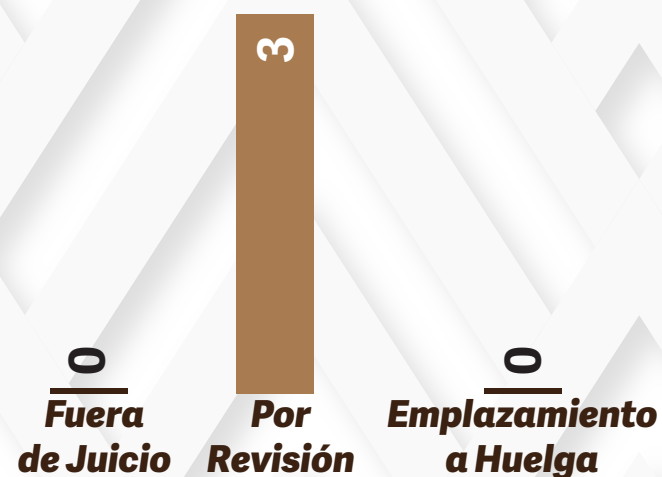 3
0
0
Fuera
de Juicio
Por
Revisión
Emplazamiento
a Huelga